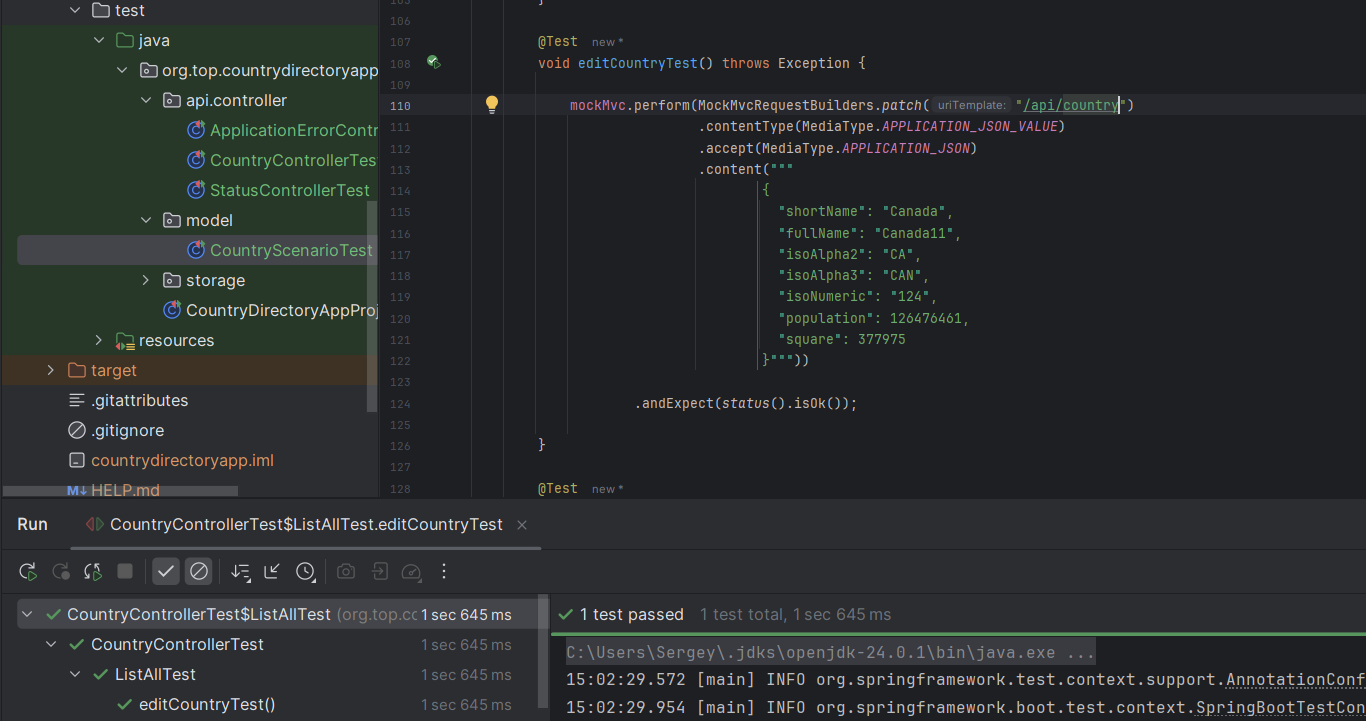 test
java
org.top.countrydirectoryapp
api.controller
ApplicationErrorContr
CountryControllerTes
StatusControllerTest
model
CountryScenarioTest
storage
CountryDirectoryAppProj
resources
target
.gitattributes
.gitignore
countrydirectoryapp.iml
HELP.md
105 }
106
107 @Test new *
108 void editCountryTest() throws Exception {
109
110 mockMvc.perform(MockMvcRequestBuilders.patch( uriTemplate: "/api/country")
111 .contentType(MediaType.APPLICATION_JSON_VALUE)
112 .accept(MediaType.APPLICATION_JSON)
113 .content("""
114 {
115 "shortName": "Canada",
116 "fullName": "Canada11",
117 "isoAlpha2": "CA",
118 "isoAlpha3": "CAN",
119 "isoNumeric": "124",
120 "population": 126476461,
121 "square": 377975
122 }"""))
123
124 .andExpect(status().isOk());
125
126 }
127
128 @Test new *
Run CountryControllerTest$ListAllTest.editCountryTest ×
CountryControllerTest$ListAllTest (org.top.cc 1 sec 645 ms
CountryControllerTest 1 sec 645 ms
ListAllTest 1 sec 645 ms
editCountryTest() 1 sec 645 ms
1 test passed 1 test total, 1 sec 645 ms
C:\Users\Sergey\.jdks\openjdk-24.0.1\bin\java.exe ...
15:02:29.572 [main] INFO org.springframework.test.context.support.AnnotationConf
15:02:29.954 [main] INFO org.springframework.boot.test.context.SpringBootTestCon